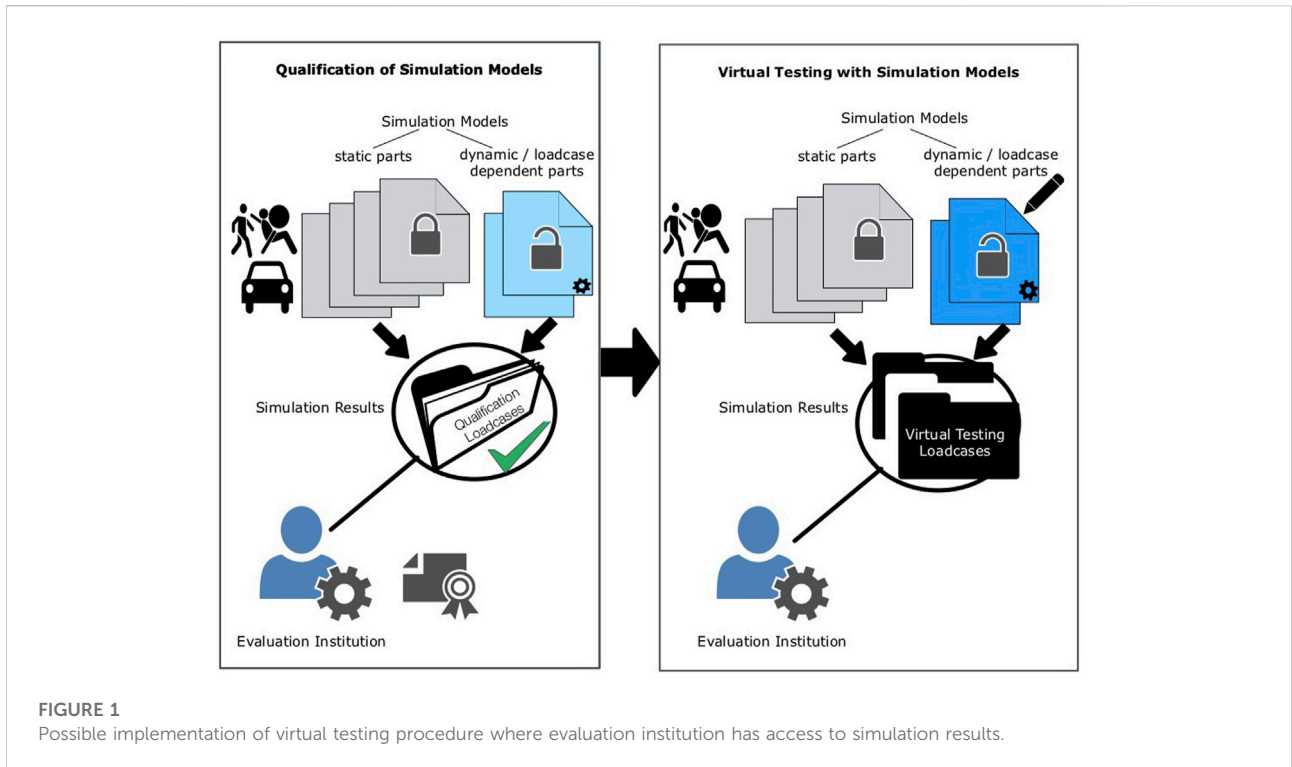 Qualification of Simulation Models
Simulation Models
static parts
dynamic / loadcase
dependent parts
Simulation Results
Qualification
Loadcases
Evaluation Institution
Virtual Testing with Simulation Models
Simulation Models
static parts
dynamic / loadcase
dependent parts
Simulation Results
Virtual Testing
Loadcases
Evaluation Institution
FIGURE 1
Possible implementation of virtual testing procedure where evaluation institution has access to simulation results.